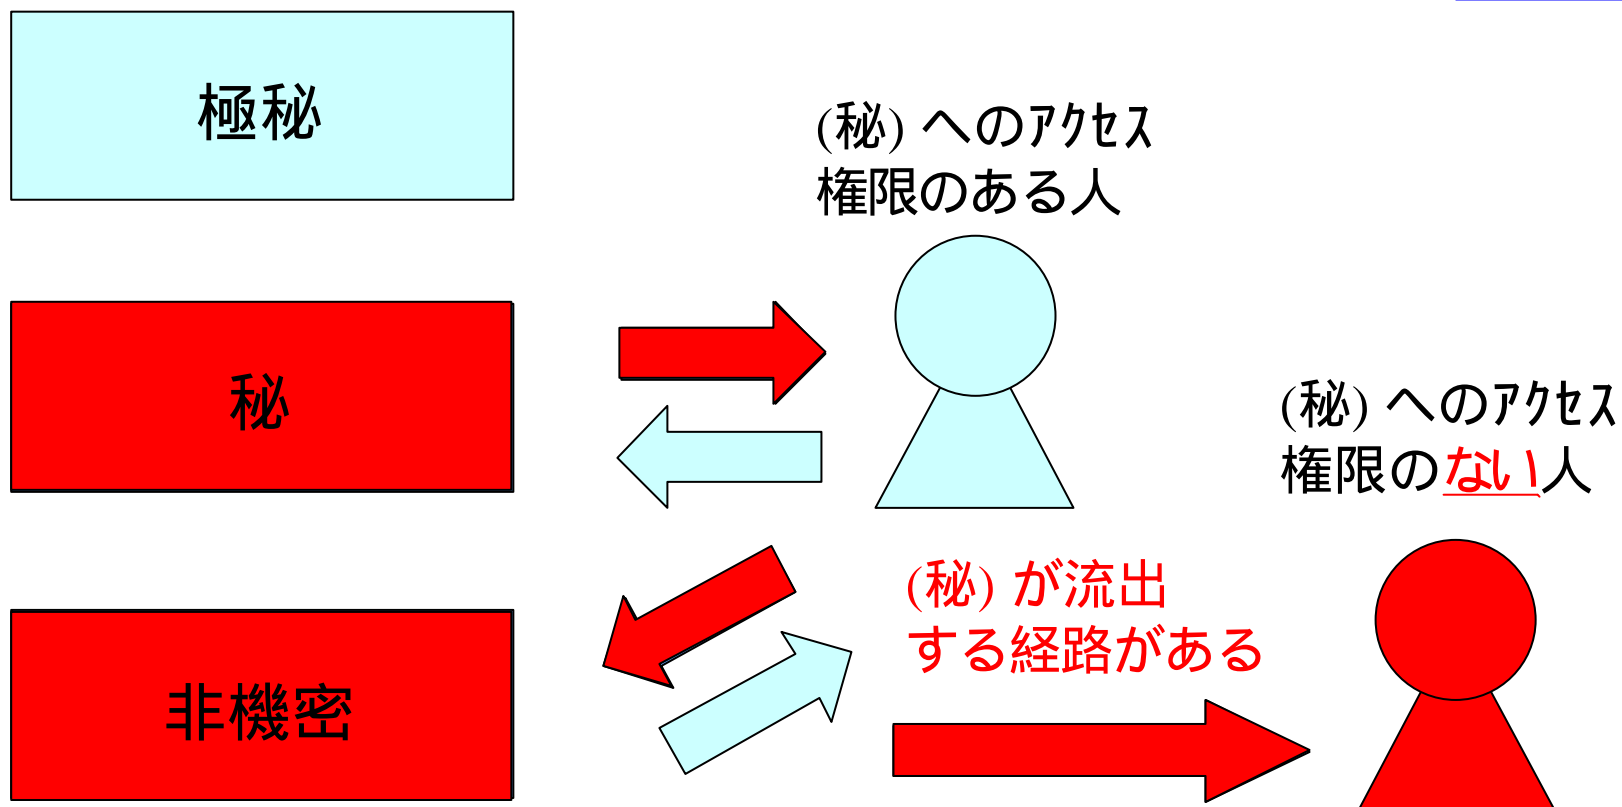 極秘
(秘) へのｱｸｾｽ
権限のある人
秘
(秘) へのｱｸｾｽ
権限のない人
(秘) が流出
する経路がある
非機密